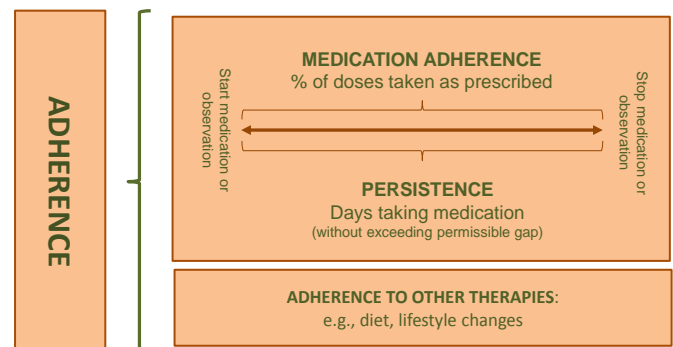 ADHERENCE
MEDICATION ADHERENCE
% of doses taken as prescribed
Start medication or
observation
Stop medication or
observation
PERSISTENCE
Days taking medication
(without exceeding permissible gap)
ADHERENCE TO OTHER THERAPIES:
e.g., diet, lifestyle changes